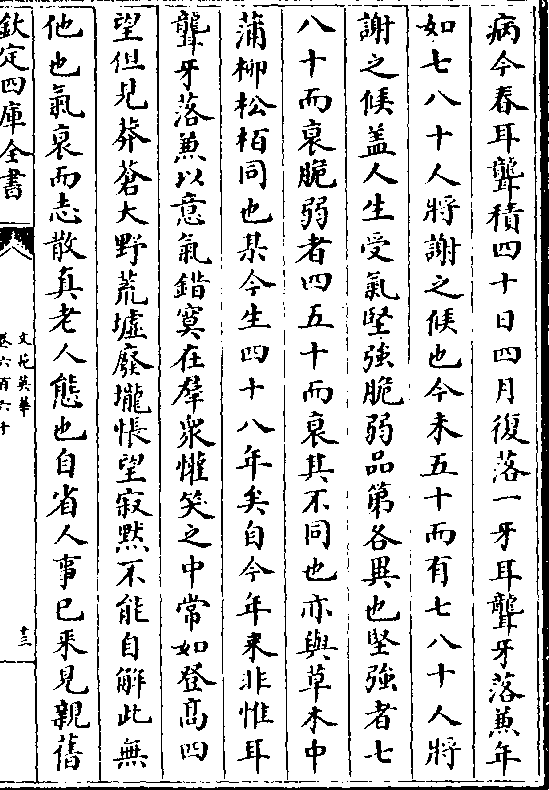 病今春耳聾積四十日四月復落一牙耳聾牙落兼年
如七八十人將謝之候也今未五十而有七八十人將
謝之候盖人生受氣堅強脆弱品第各異也堅強者七
八十而衰脆弱者四五十而衰其不同也亦與草木中
蒲柳松栢同也某今生四十八年矣自今年來非惟耳
聾牙落兼以意氣錯寞在羣衆懽笑之中常如登髙四
望但見莽蒼大野荒墟廢壠悵望寂黙不能自解此無
他也氣衰而志散真老人態也自省人事已來見親舊
欽定四庫全書
文苑英華
卷六百六十
十三